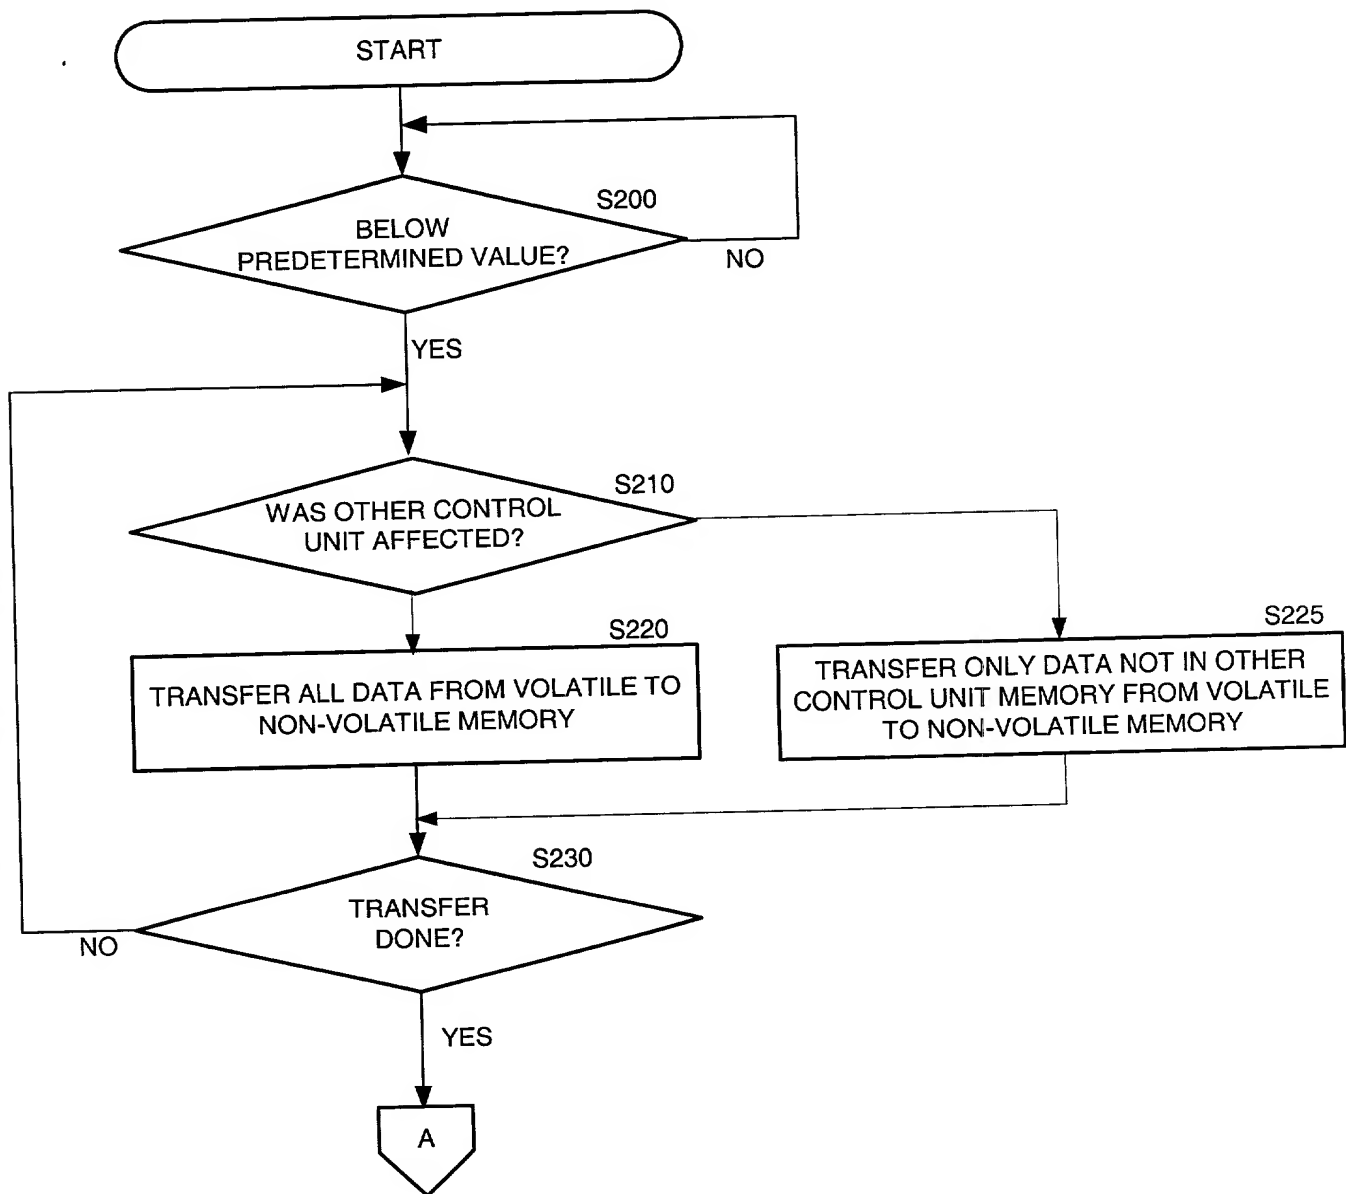 START
S200
BELOW
PREDETERMINED VALUE?
NO
YES
S210
WAS OTHER CONTROL
UNIT AFFECTED?
S220
TRANSFER ALL DATA FROM VOLATILE TO
NON-VOLATILE MEMORY
S225
TRANSFER ONLY DATA NOT IN OTHER
CONTROL UNIT MEMORY FROM VOLATILE
TO NON-VOLATILE MEMORY
S230
TRANSFER
DONE?
NO
YES
A